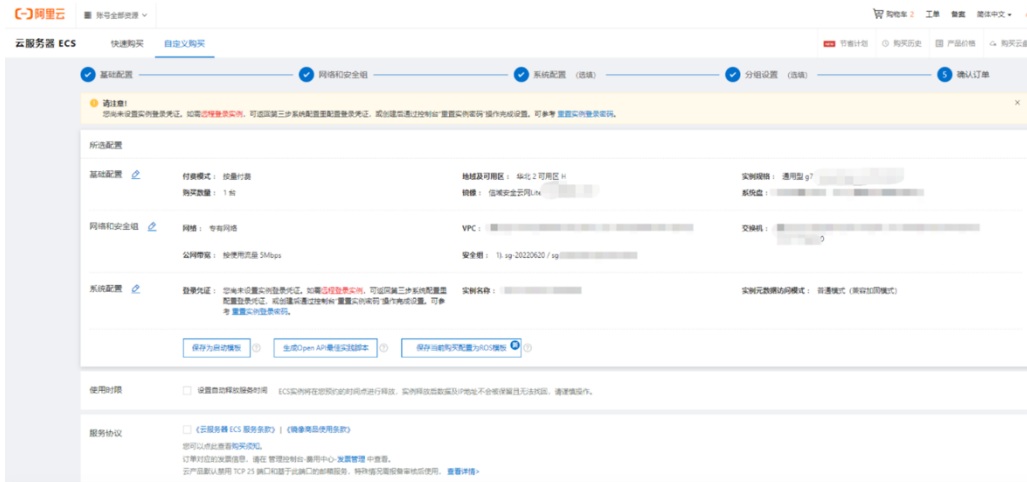 阿里云 账号全部资源 购物车 2 工单 备案 简体中文
云服务器 ECS 快速购买 自定义购买 节省计划 购买历史 产品价格
基础配置 网络和安全组 系统配置 (选填) 分组设置 (选填) 5 确认订单
请注意!
您尚未设置实例登录凭证。如需远程登录实例,可返回第三步系统配置里配置登录凭证,或创建后通过控制台"重置实例密码"操作完成设置。可参考 重置实例登录密码。
所选配置
基础配置 付费模式: 按量付费 地域及可用区: 华北 2 可用区 H 实例规格: 通用型 g7
购买数量: 1 台 镜像: 信域安全云网Lite 系统盘:
网络和安全组 网络: 专有网络 VPC: 交换机:
公网带宽: 按使用流量 5Mbps 安全组: 1). sg-20220620 / sg
系统配置 登录凭证: 您尚未设置实例登录凭证。如需远程登录实例,可返回第三步系统配置里 实例名称: 实例元数据访问模式: 普通模式 (兼容加固模式)
配置登录凭证,或创建后通过控制台"重置实例密码"操作完成设置。可参
考 重置实例登录密码。
保存为启动模板 生成Open API最佳实践脚本 保存当前购买配置为ROS模板
使用时限 设置自动释放服务时间 ECS实例将在您预约的时间点进行释放,实例释放后数据及IP地址不会被保留且无法找回,请谨慎操作。
服务协议 《云服务器 ECS 服务条款》 | 《镜像商品使用条款》
您可以点此查看购买须知。
订单对应的发票信息,请在 管理控制台-费用中心-发票管理 中查看。
云产品默认禁用 TCP 25 端口和基于此端口的邮箱服务,特殊情况需报备审核后使用, 查看详情>